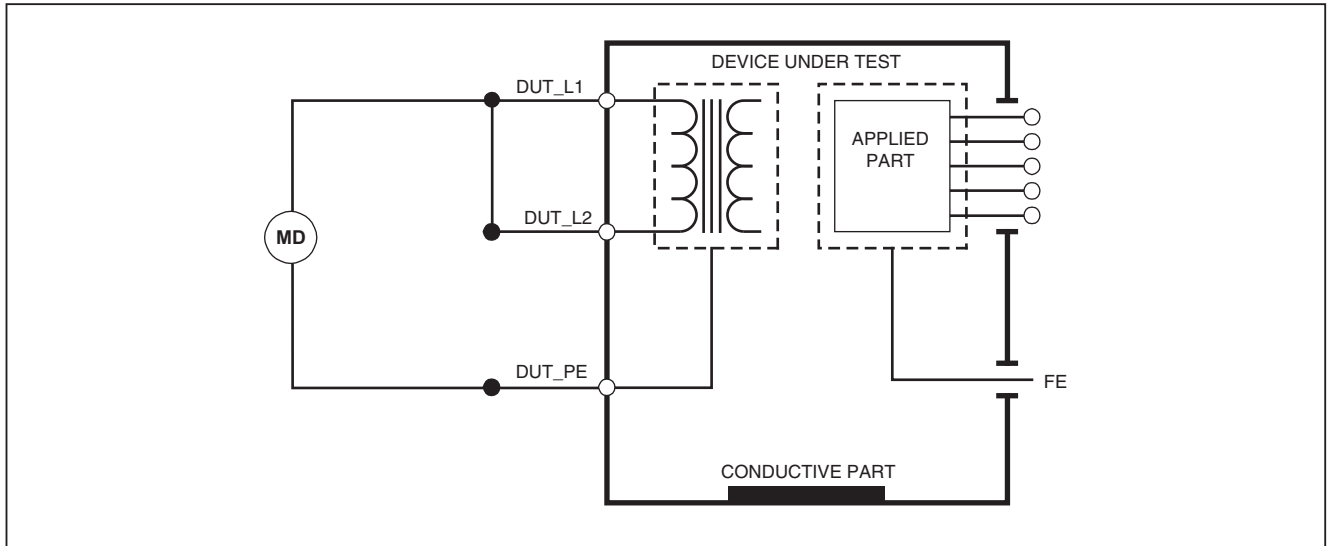 DEVICE UNDER TEST
DUT_L1
APPLIED
PART
DUT_L2
MD
DUT_PE
FE
CONDUCTIVE PART